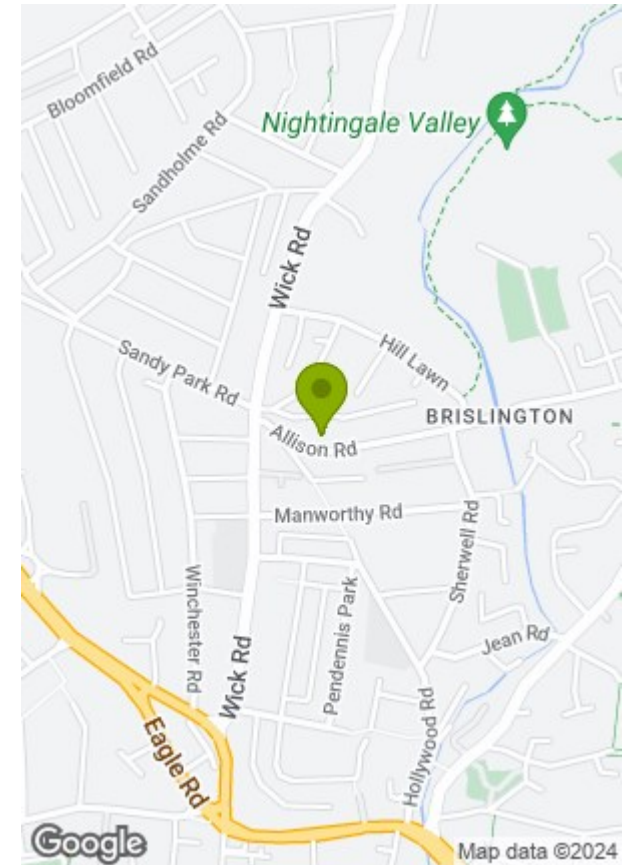 Bloomfield Rd
Sandholme Rd
Nightingale Valley
Wick Rd
Hill Lawn
Sandy Park Rd
BRISLINGTON
Allison Rd
Manworthy Rd
Sherwell Rd
Winchester Rd
Pendennis Park
Jean Rd
Wick Rd
Hollywood Rd
Eagle Rd
Google
Map data ©2024